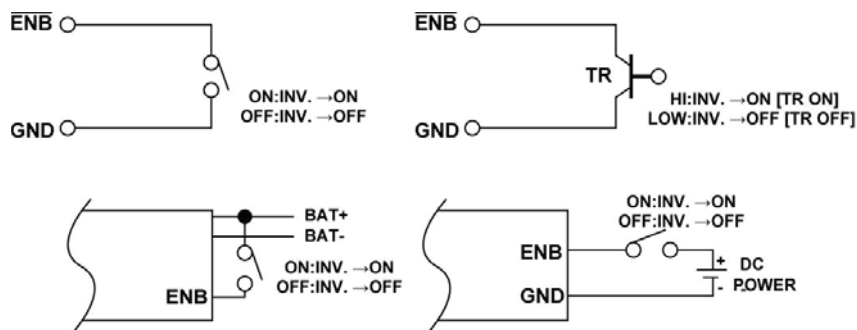 E̅N̅B̅
GND
ON:INV. →ON
OFF:INV. →OFF
E̅N̅B̅
TR
GND
HI:INV. →ON [TR ON]
LOW:INV. →OFF [TR OFF]
BAT+
BAT-
ENB
ON:INV. →ON
OFF:INV. →OFF
ON:INV. →ON
OFF:INV. →OFF
ENB
GND
+
-
DC
POWER